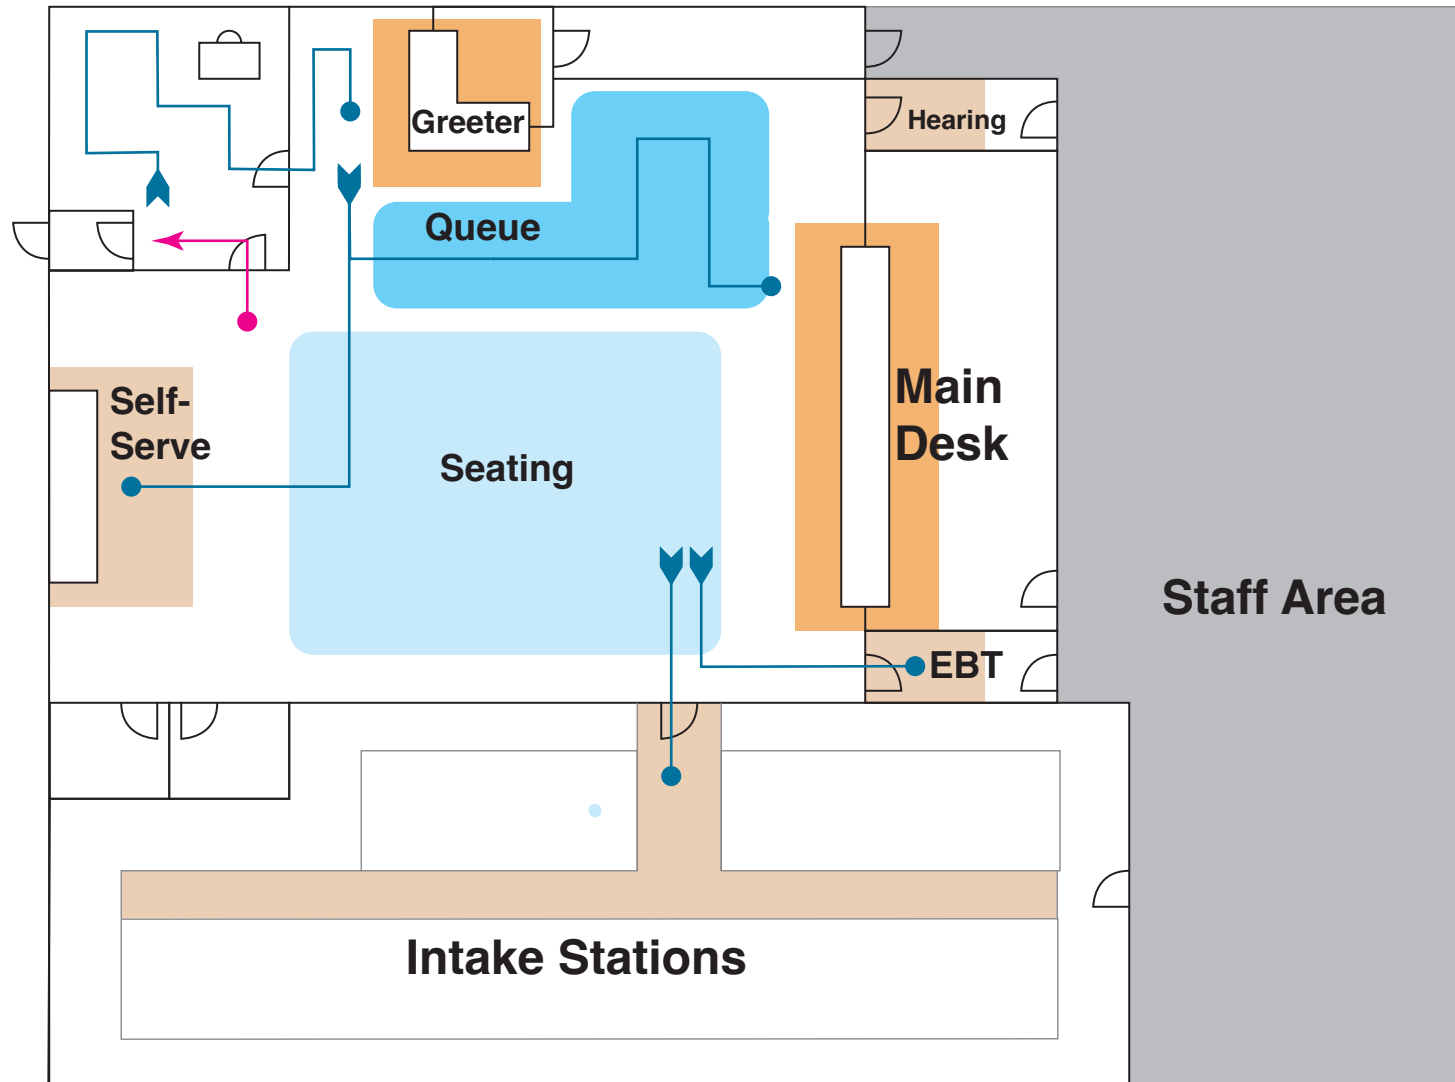 Greeter
Hearing
Queue
Main
Desk
Self-
Serve
Seating
Staff Area
EBT
Intake Stations